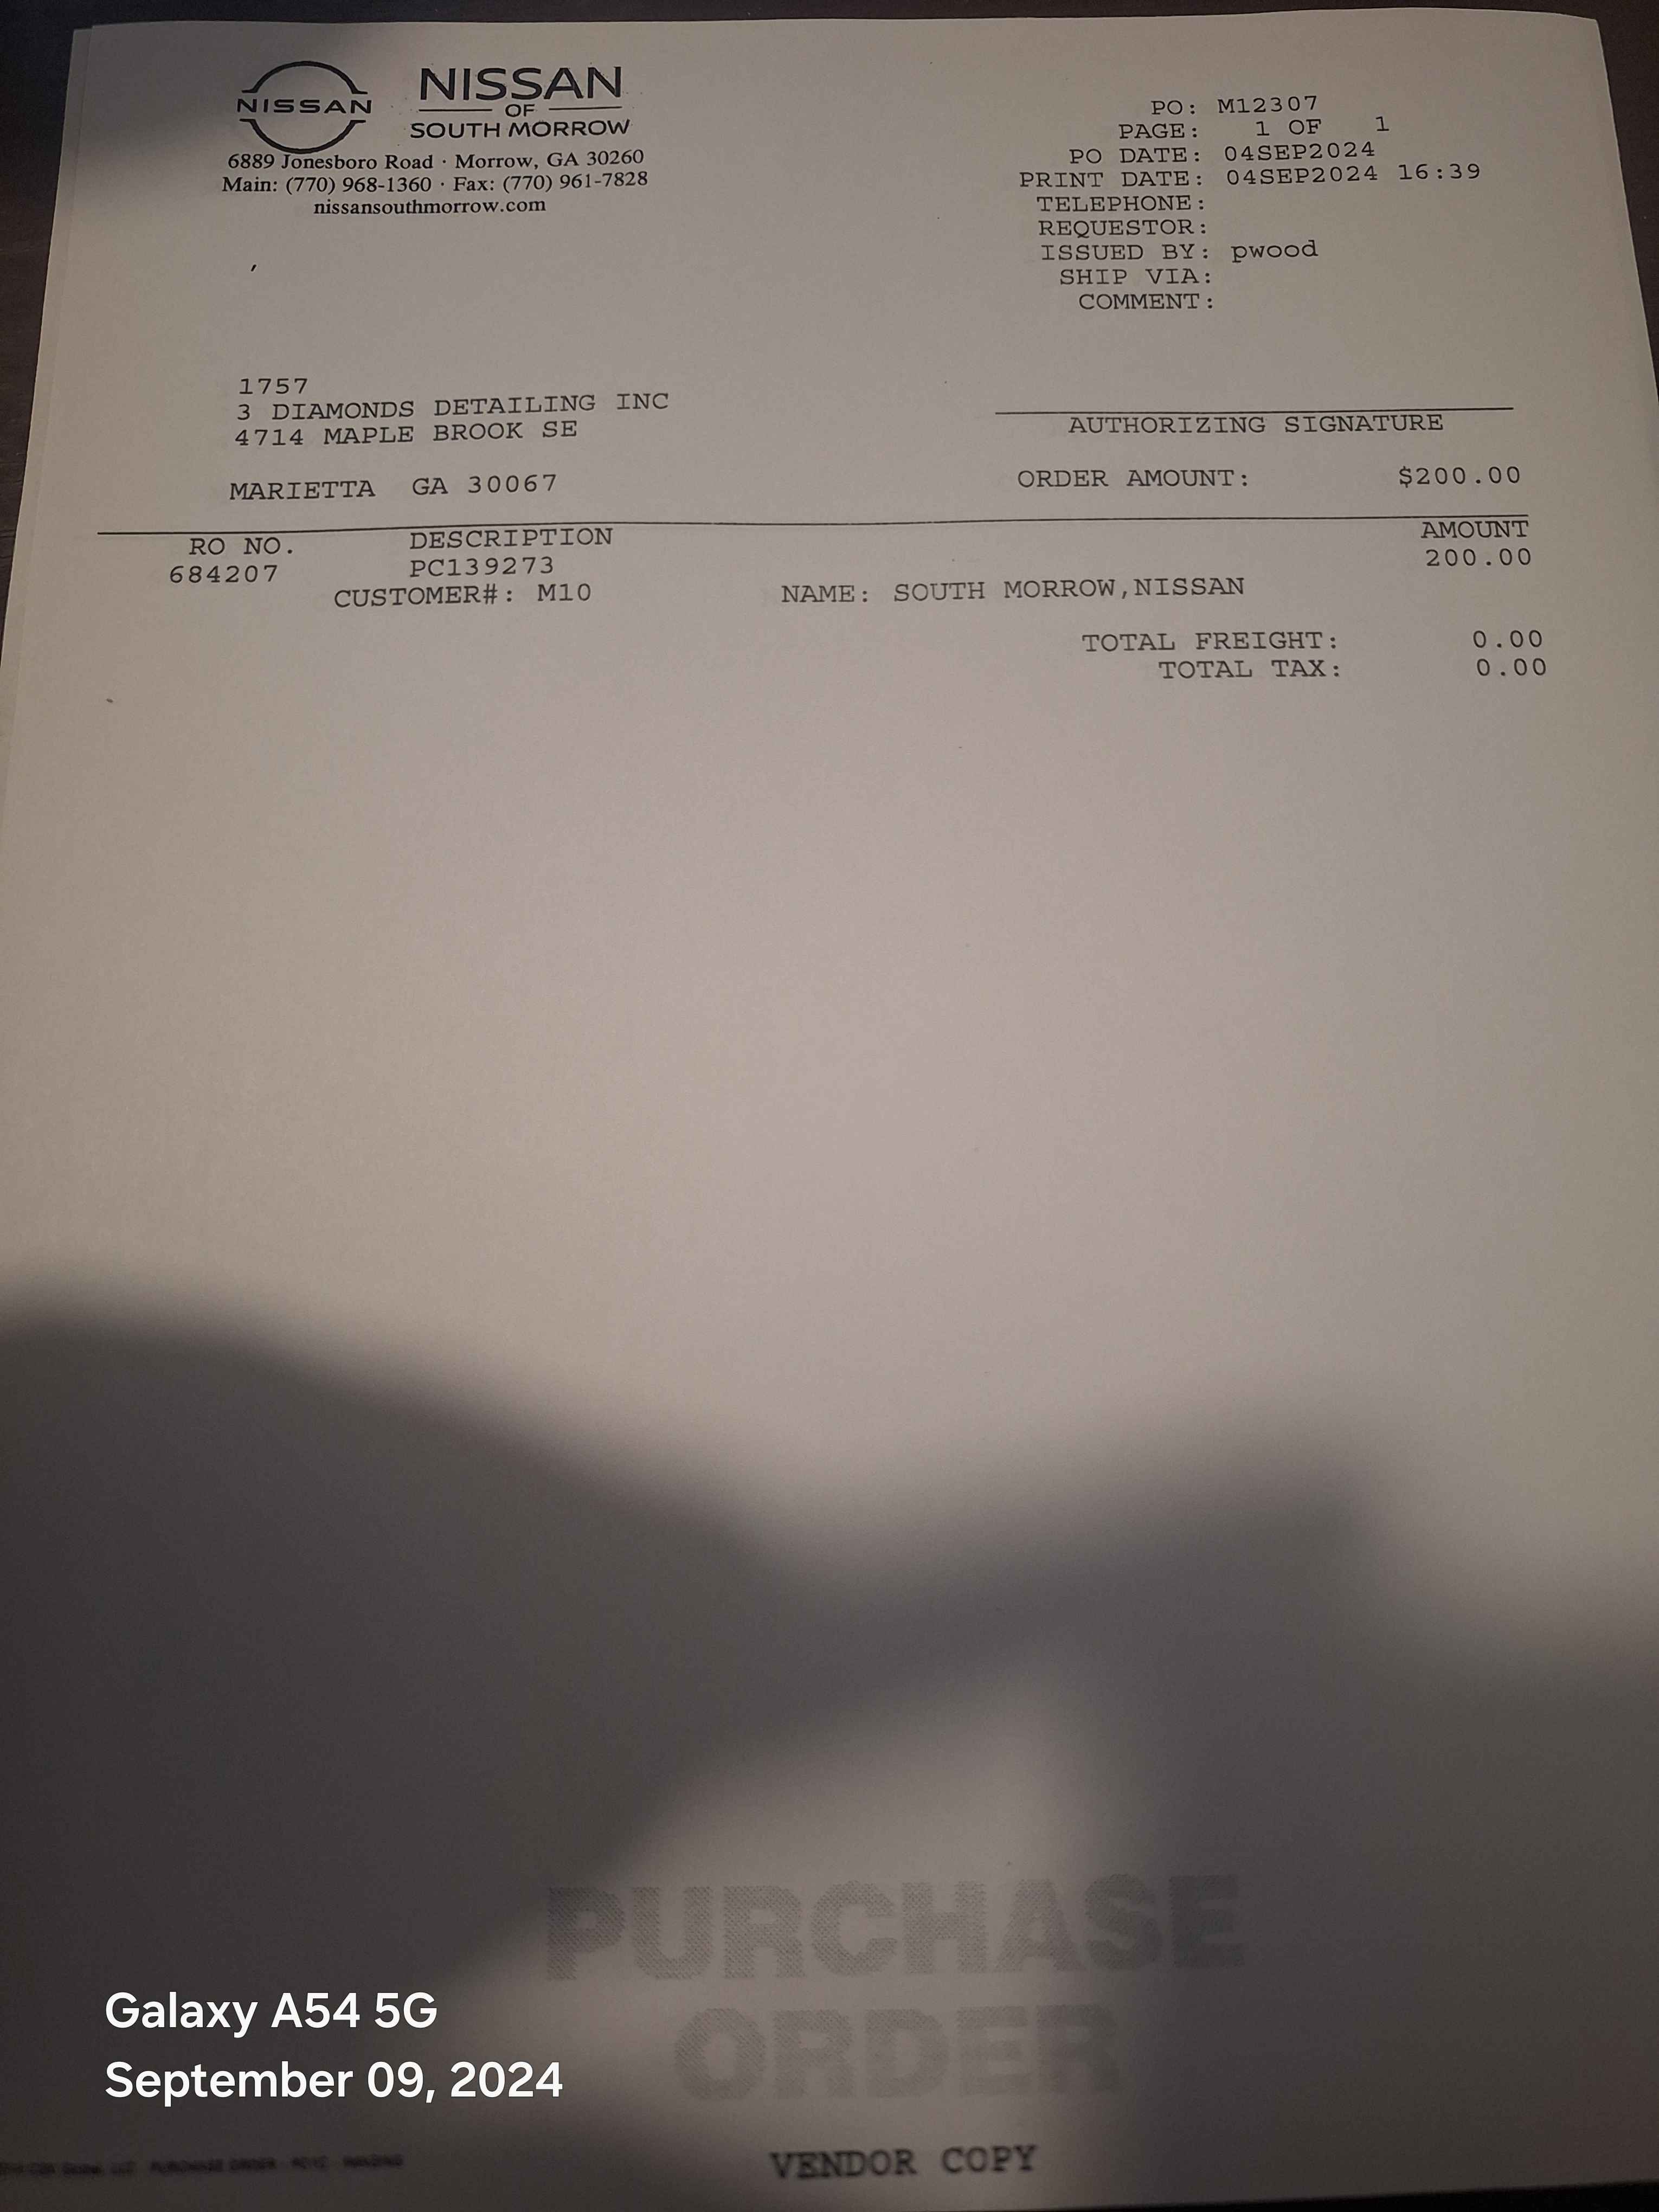 NISSAN
NISSAN
OF
SOUTH MORROW
6889 Jonesboro Road · Morrow, GA 30260
Main: (770) 968-1360 · Fax: (770) 961-7828
nissansouthmorrow.com
PO: M12307
PAGE: 1 OF 1
PO DATE: 04SEP2024
PRINT DATE: 04SEP2024 16:39
TELEPHONE:
REQUESTOR:
ISSUED BY: pwood
SHIP VIA:
COMMENT:
1757
3 DIAMONDS DETAILING INC
4714 MAPLE BROOK SE
MARIETTA GA 30067
AUTHORIZING SIGNATURE
ORDER AMOUNT: $200.00
RO NO. DESCRIPTION AMOUNT
684207 PC139273 200.00
CUSTOMER#: M10 NAME: SOUTH MORROW,NISSAN
TOTAL FREIGHT: 0.00
TOTAL TAX: 0.00
PURCHASE
ORDER
Galaxy A54 5G
September 09, 2024
VENDOR COPY